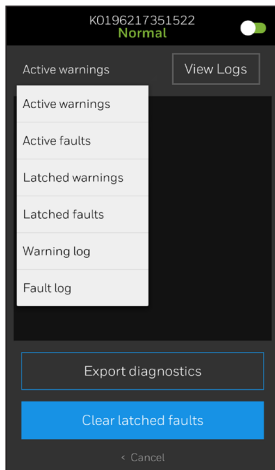 K0196217351522
Normal
Active warnings
View Logs
Active warnings
Active faults
Latched warnings
Latched faults
Warning log
Fault log
Export diagnostics
Clear latched faults
< Cancel